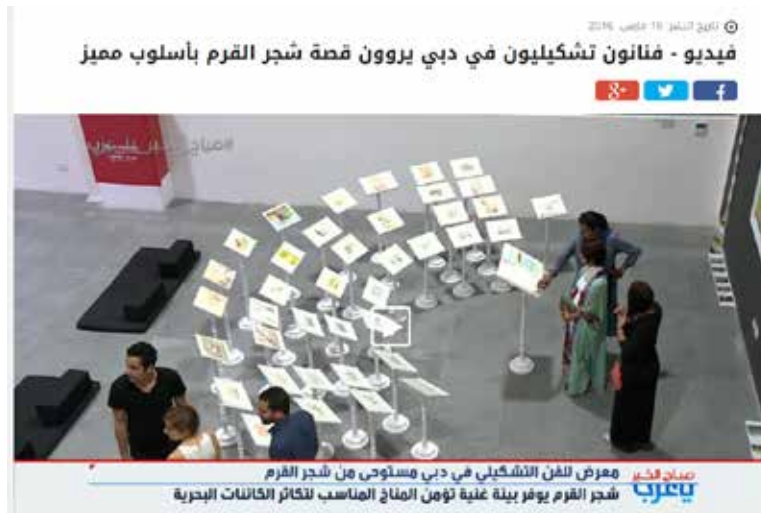 تاريخ النشر: 16 مارس، 2016
فيديو - فنانون تشكيليون في دبي يروون قصة شجر القرم بأسلوب مميز
8+ f
معرض للفن التشكيلي في دبي مستوحى من شجر القرم
شجر القرم يوفر بيئة غنية تؤمن المناخ المناسب لتكاثر الكائنات البحرية
صباح الخير
يا عرب